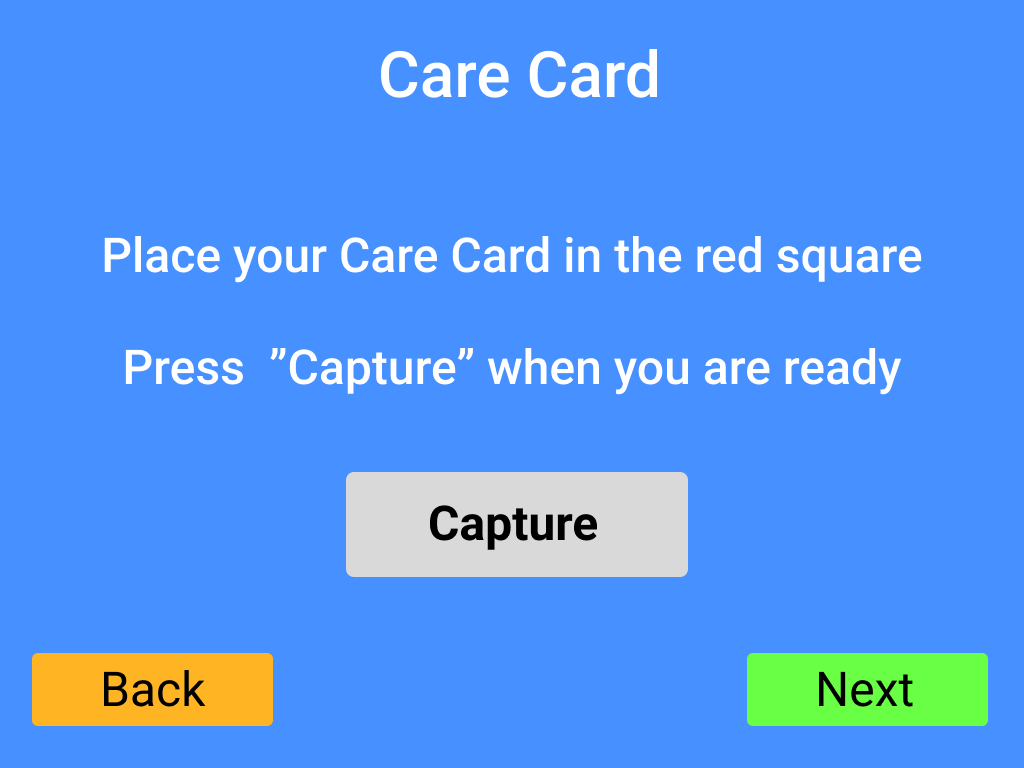 Care Card
Place your Care Card in the red square
Press  ”Capture” when you are ready
Capture
Back
Next